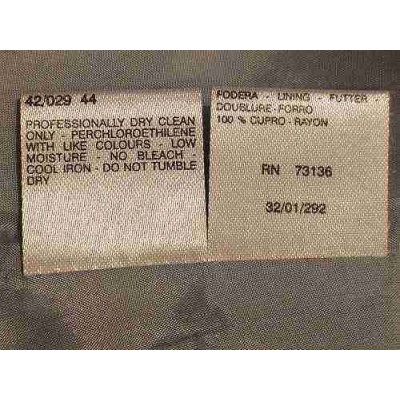 42/029 44
PROFESSIONALLY DRY CLEAN
ONLY - PERCHLOROETHILENE
WITH LIKE COLOURS - LOW
MOISTURE - NO BLEACH -
COOL IRON - DO NOT TUMBLE
DRY
FODERA - LINING - FUTTER -
DOUBLURE-FORRO
100 % CUPRO - RAYON
RN 73136
32/01/292